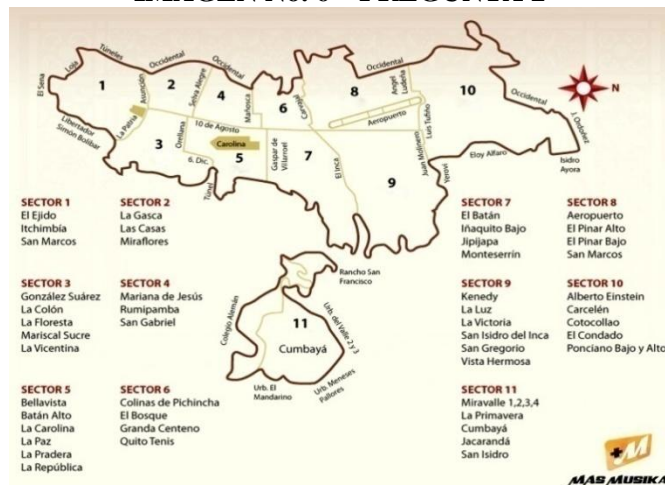 IMAGEN No. 6 – PREGUNTA 2
Túneles
Occidental
Loja
El Sena
Asunción
Selva Alegre
Occidental
Mañosca
Carvajal
Occidental
Angel Ludeña
Occidental
N
J. Ordoñez
Isidro Ayora
1
2
4
6
8
10
La Patria
Libertador Simón Bolíbar
Orellana
10 de Agosto
Carolina
6. Dic.
Túnel
Gaspar de Villarroel
El Inca
Aeropuerto
Luis Tufiño
Juan Molinero
Yerovi
Eloy Alfaro
3
5
7
9
SECTOR 1
El Ejido
Itchimbía
San Marcos
SECTOR 2
La Gasca
Las Casas
Miraflores
SECTOR 3
González Suárez
La Colón
La Floresta
Mariscal Sucre
La Vicentina
SECTOR 4
Mariana de Jesús
Rumipamba
San Gabriel
SECTOR 5
Bellavista
Batán Alto
La Carolina
La Paz
La Pradera
La República
SECTOR 6
Colinas de Pichincha
El Bosque
Granda Centeno
Quito Tenis
Rancho San Francisco
Colegio Alemán
11
Cumbayá
Urb. del Valle 2 y 3
Urb. El Mandarino
Urb. Meneses Pallores
SECTOR 7
El Batán
Iñaquito Bajo
Jipijapa
Monteserrín
SECTOR 8
Aeropuerto
El Pinar Alto
El Pinar Bajo
San Marcos
SECTOR 9
Kenedy
La Luz
La Victoria
San Isidro del Inca
San Gregorio
Vista Hermosa
SECTOR 10
Alberto Einstein
Carcelén
Cotocollao
El Condado
Ponciano Bajo y Alto
SECTOR 11
Miravalle 1,2,3,4
La Primavera
Cumbayá
Jacarandá
San Isidro
+M
MAS MUSIKA